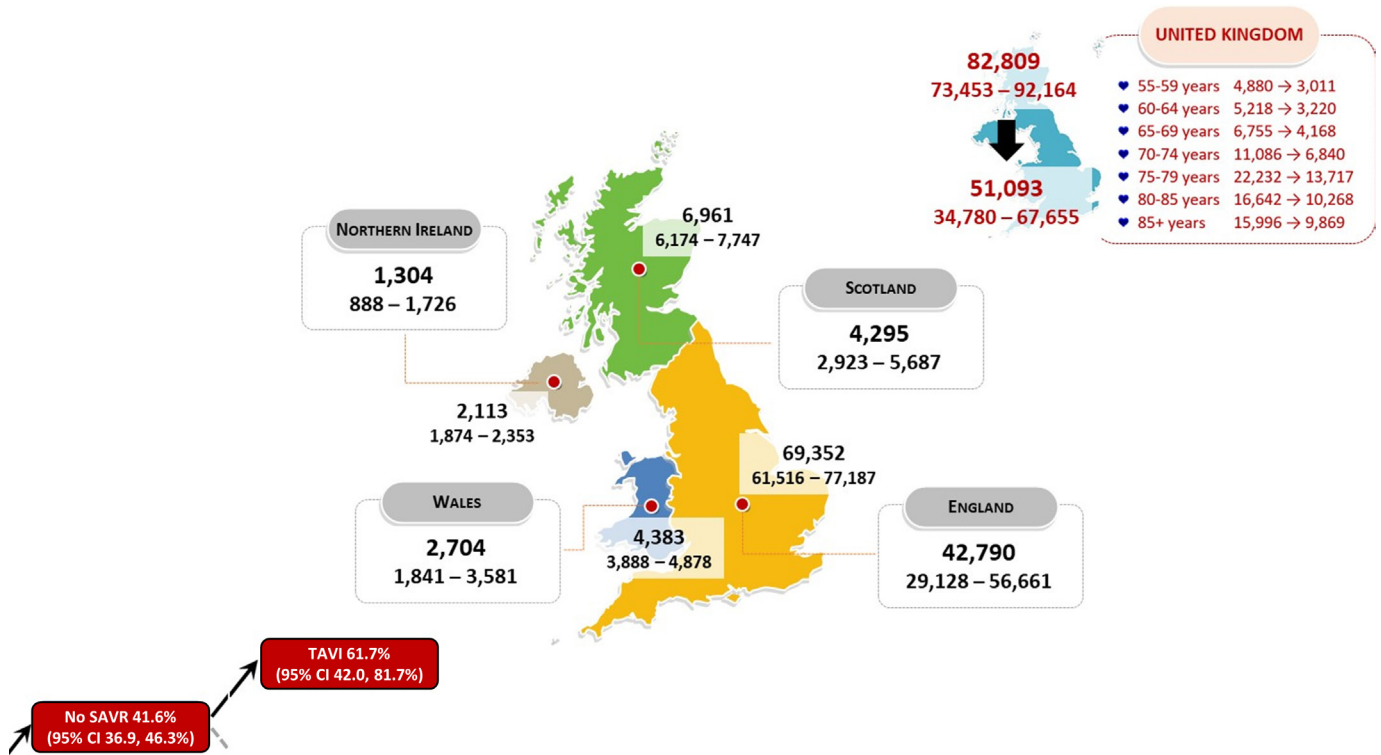 UNITED KINGDOM
82,809
73,453 – 92,164
51,093
34,780 – 67,655
55-59 years 4,880 → 3,011
60-64 years 5,218 → 3,220
65-69 years 6,755 → 4,168
70-74 years 11,086 → 6,840
75-79 years 22,232 → 13,717
80-85 years 16,642 → 10,268
85+ years 15,996 → 9,869
NORTHERN IRELAND
1,304
888 – 1,726
6,961
6,174 – 7,747
SCOTLAND
4,295
2,923 – 5,687
2,113
1,874 – 2,353
69,352
61,516 – 77,187
WALES
2,704
1,841 – 3,581
4,383
3,888 – 4,878
ENGLAND
42,790
29,128 – 56,661
TAVI 61.7%
(95% CI 42.0, 81.7%)
No SAVR 41.6%
(95% CI 36.9, 46.3%)